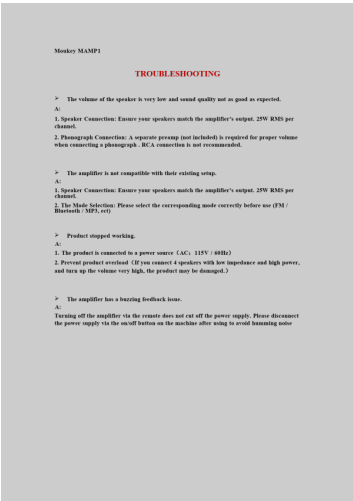 Moukey MAMP1
TROUBLESHOOTING
➢ The volume of the speaker is very low and sound quality not as good as expected.
A:
1. Speaker Connection: Ensure your speakers match the amplifier's output. 25W RMS per
channel.
2. Phonograph Connection: A separate preamp (not included) is required for proper volume
when connecting a phonograph . RCA connection is not recommended.
➢ The amplifier is not compatible with their existing setup.
A:
1. Speaker Connection: Ensure your speakers match the amplifier's output. 25W RMS per
channel.
2. The Mode Selection: Please select the corresponding mode correctly before use (FM /
Bluetooth / MP3, ect)
➢ Product stopped working.
A:
1. The product is connected to a power source（AC：115V / 60Hz）
2. Prevent product overload（If you connect 4 speakers with low impedance and high power,
and turn up the volume very high, the product may be damaged.）
➢ The amplifier has a buzzing feedback issue.
A:
Turning off the amplifier via the remote does not cut off the power supply. Please disconnect
the power supply via the on/off button on the machine after using to avoid humming noise